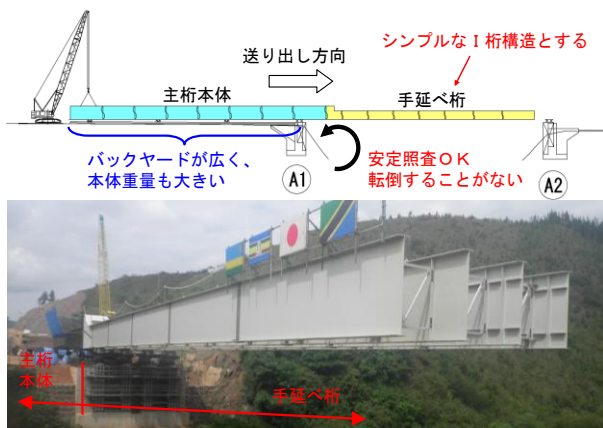 シンプルなI桁構造とする
送り出し方向
主桁本体
手延べ桁
バックヤードが広く、
本体重量も大きい
安定照査OK
転倒することがない
A1
A2
主桁
本体
手延べ桁